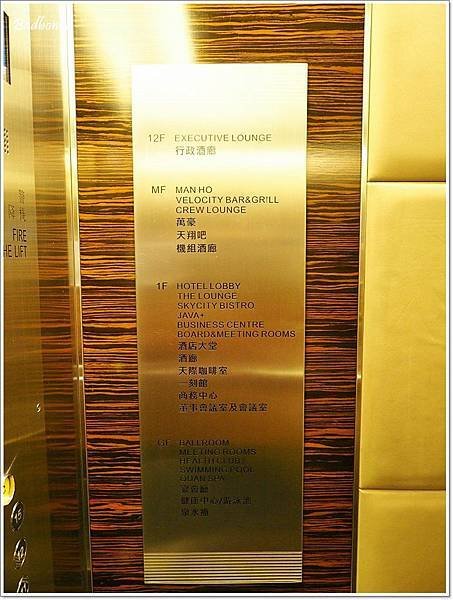 12F EXECUTIVE LOUNGE
行政酒廊
MF MAN HO
VELOCITY BAR&GRILL
CREW LOUNGE
萬豪
天翔吧
機組酒廊
1F HOTEL LOBBY
THE LOUNGE
SKYCITY BISTRO
JAVA+
BUSINESS CENTRE
BOARD&MEETING ROOMS
酒店大堂
酒廊
天際咖啡室
一刻館
商務中心
董事會議室及會議室
GF BALLROOM
MEETING ROOMS
HEALTH CLUB
SWIMMING POOL
QUAN SPA
宴會廳
健康中心/游泳池
泉水療
FIRE
HE LIFT